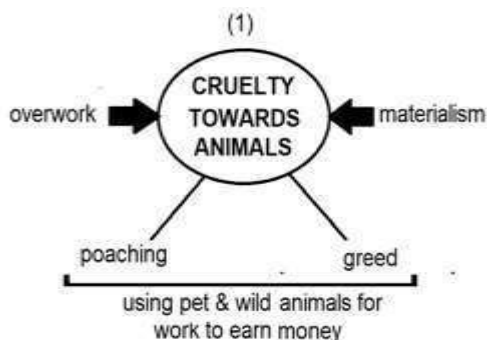 (1)
CRUELTY
TOWARDS
ANIMALS
overwork
materialism
poaching
greed
using pet & wild animals for
work to earn money